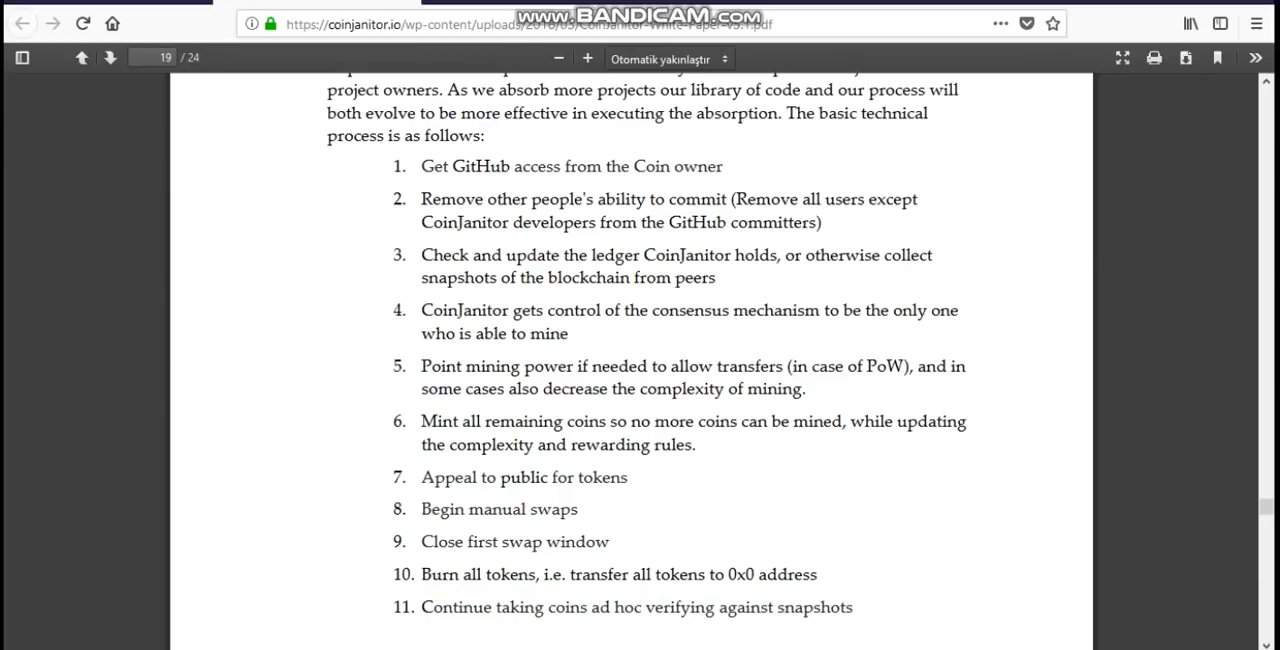 www.BANDICAM.com
https://coinjanitor.io/wp-content/uploads/2018/03/CoinJanitor-White-Paper-v3.1.pdf
19 / 24
Otomatik yakınlaştır
project owners. As we absorb more projects our library of code and our process will
both evolve to be more effective in executing the absorption. The basic technical
process is as follows:
1. Get GitHub access from the Coin owner
2. Remove other people's ability to commit (Remove all users except
CoinJanitor developers from the GitHub committers)
3. Check and update the ledger CoinJanitor holds, or otherwise collect
snapshots of the blockchain from peers
4. CoinJanitor gets control of the consensus mechanism to be the only one
who is able to mine
5. Point mining power if needed to allow transfers (in case of PoW), and in
some cases also decrease the complexity of mining.
6. Mint all remaining coins so no more coins can be mined, while updating
the complexity and rewarding rules.
7. Appeal to public for tokens
8. Begin manual swaps
9. Close first swap window
10. Burn all tokens, i.e. transfer all tokens to 0x0 address
11. Continue taking coins ad hoc verifying against snapshots